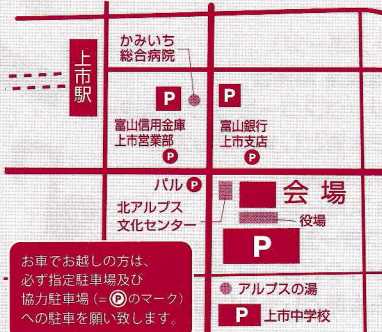 上市駅
かみいち
総合病院
P
P
富山信用金庫
上市営業部
P
富山銀行
上市支店
P
パル P
会場
北アルプス
文化センター
役場
P
お車でお越しの方は、
必ず指定駐車場及び
協力駐車場(=Pのマーク)
への駐車を願い致します。
アルプスの湯
P 上市中学校